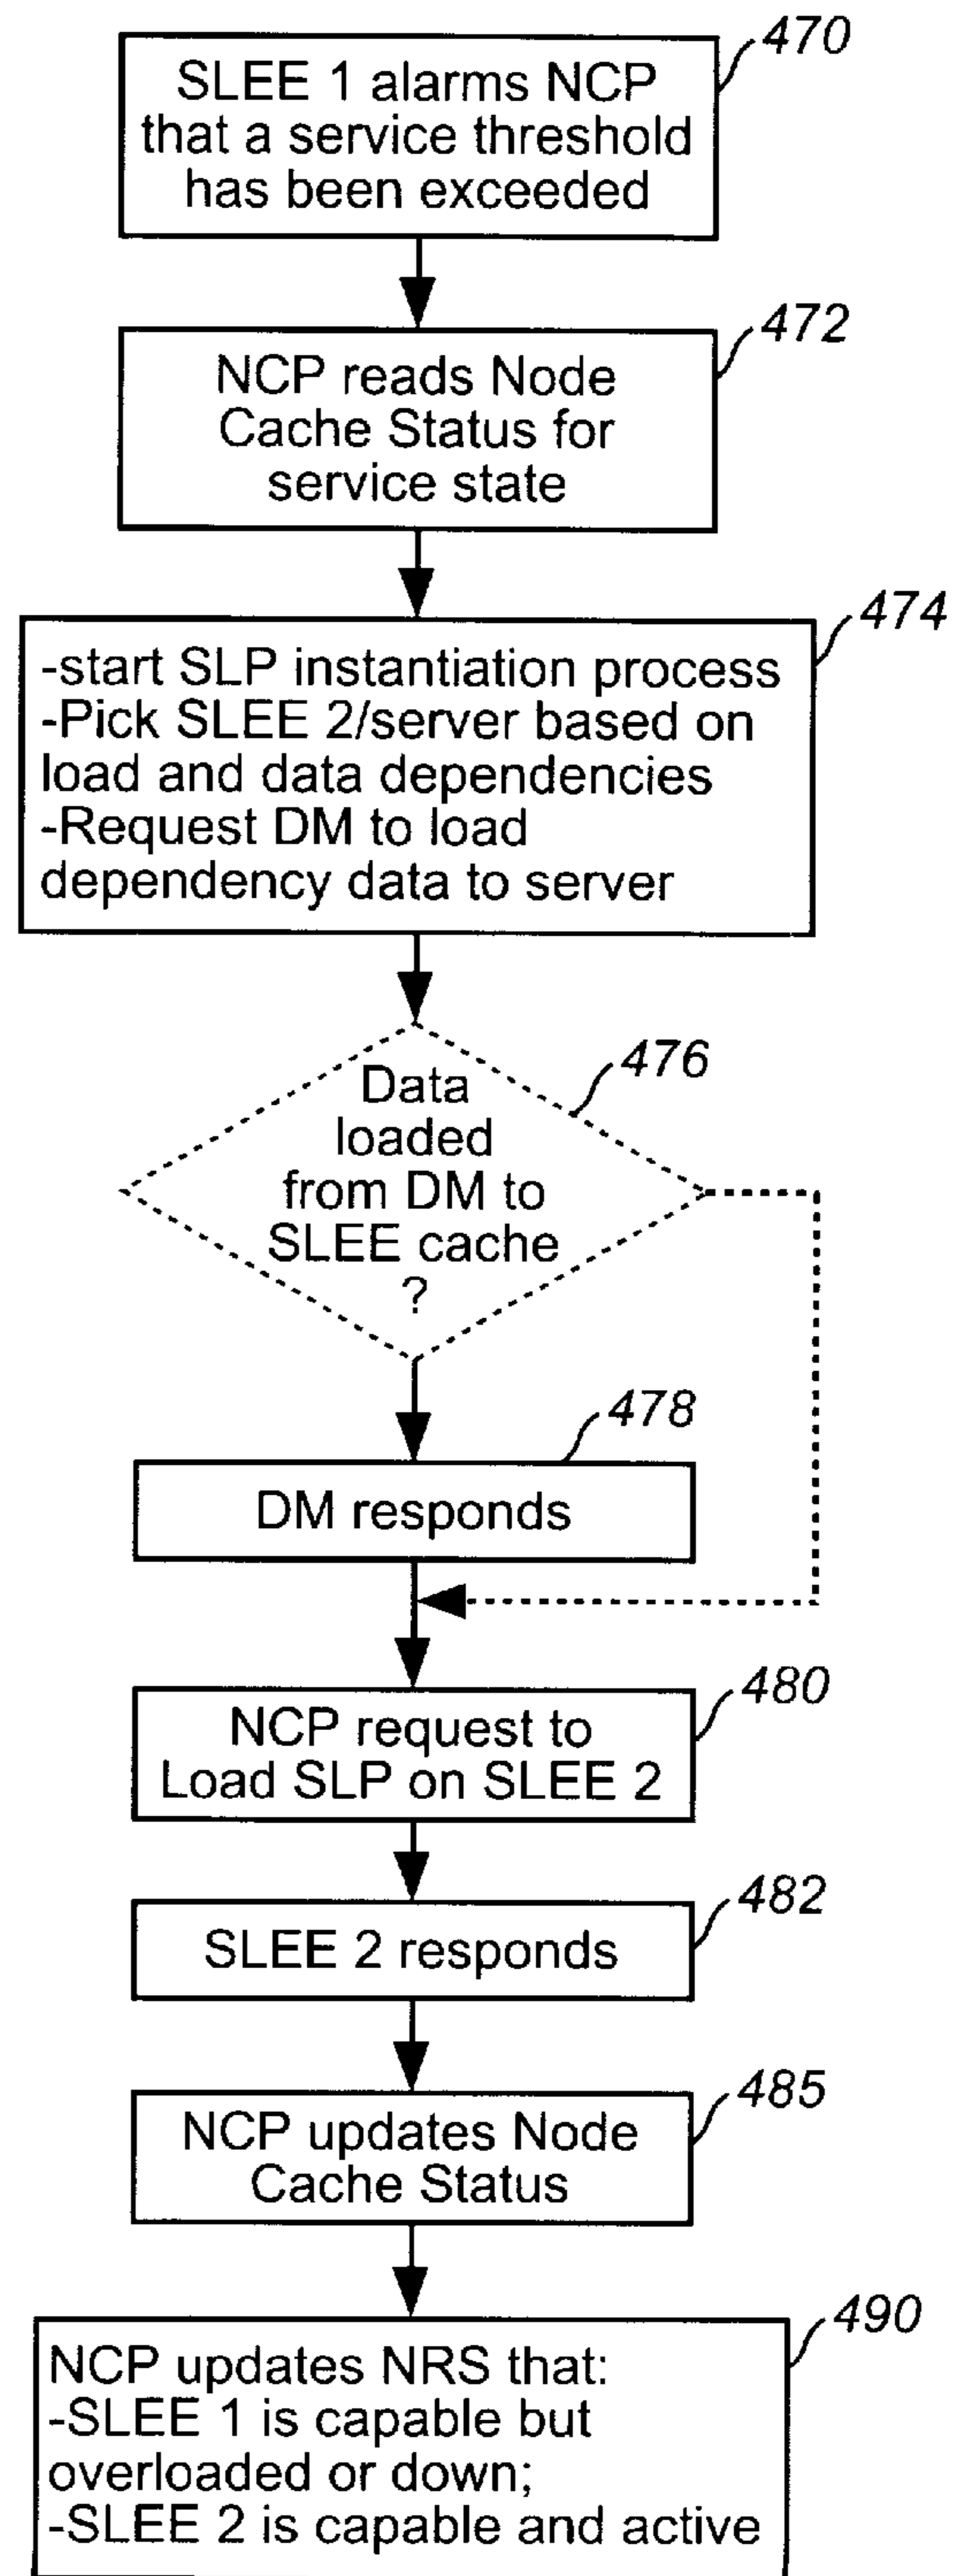 470
SLEE 1 alarms NCP
that a service threshold
has been exceeded
472
NCP reads Node
Cache Status for
service state
474
-start SLP instantiation process
-Pick SLEE 2/server based on
load and data dependencies
-Request DM to load
dependency data to server
476
Data
loaded
from DM to
SLEE cache
?
478
DM responds
480
NCP request to
Load SLP on SLEE 2
482
SLEE 2 responds
485
NCP updates Node
Cache Status
490
NCP updates NRS that:
-SLEE 1 is capable but
overloaded or down;
-SLEE 2 is capable and active